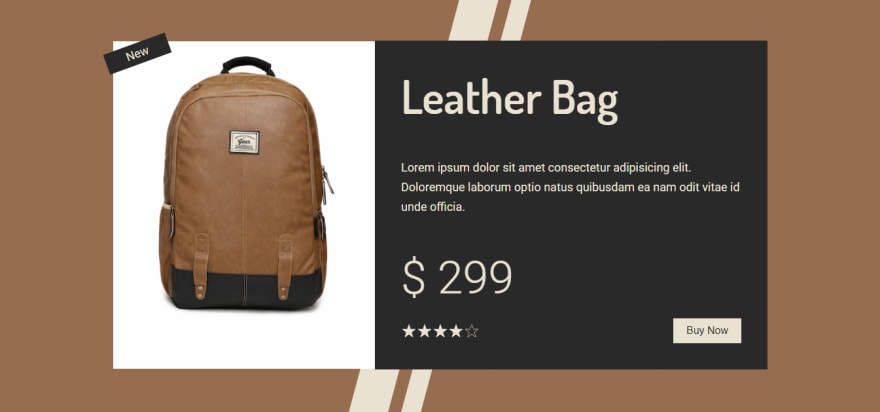 New
Leather Bag
Lorem ipsum dolor sit amet consectetur adipisicing elit.
Doloremque laborum optio natus quibusdam ea nam odit vitae id
unde officia.
$ 299
★★★★☆
Buy Now